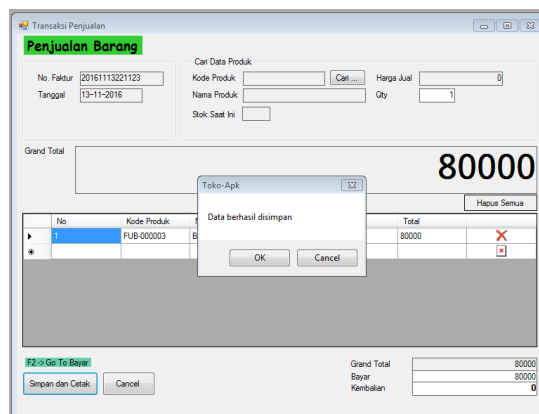 Transaksi Penjualan
Penjualan Barang
No. Faktur 20161113221123
Tanggal 13-11-2016
Cari Data Produk
Kode Produk Cari ... Harga Jual 0
Nama Produk Qty 1
Stok Saat Ini
Grand Total 80000
Hapus Semua
Toko-Apk
Data berhasil disimpan
OK Cancel
No Kode Produk Total
1 FUB-000003 80000
F2 -> Go To Bayar
Simpan dan Cetak Cancel
Grand Total 80000
Bayar 80000
Kembalian 0